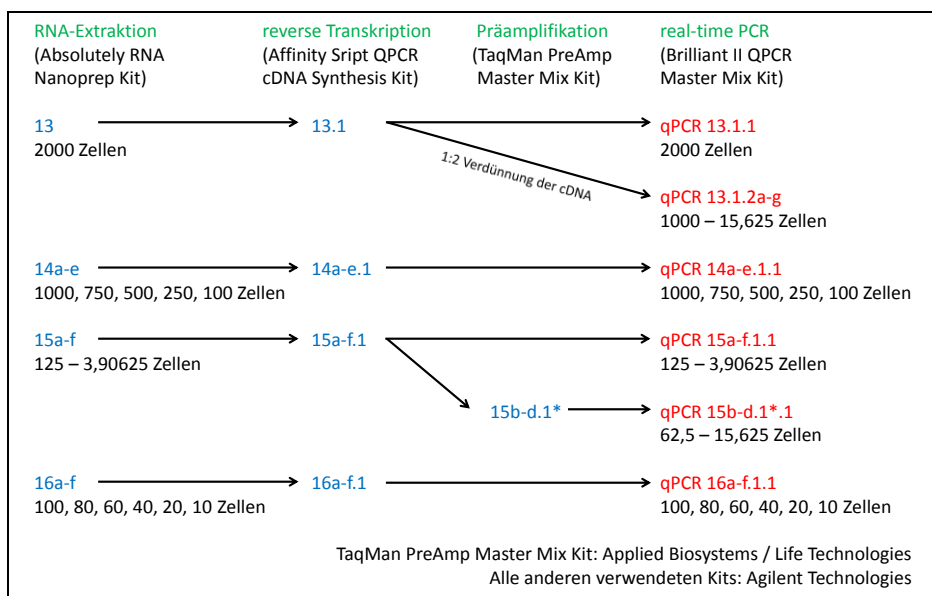 RNA-Extraktion
(Absolutely RNA
Nanoprep Kit)
reverse Transkription
(Affinity Sript QPCR
cDNA Synthesis Kit)
Präamplifikation
(TaqMan PreAmp
Master Mix Kit)
real-time PCR
(Brilliant II QPCR
Master Mix Kit)
13
2000 Zellen
13.1
qPCR 13.1.1
2000 Zellen
1:2 Verdünnung der cDNA
qPCR 13.1.2a-g
1000 – 15,625 Zellen
14a-e
1000, 750, 500, 250, 100 Zellen
14a-e.1
qPCR 14a-e.1.1
1000, 750, 500, 250, 100 Zellen
15a-f
125 – 3,90625 Zellen
15a-f.1
qPCR 15a-f.1.1
125 – 3,90625 Zellen
15b-d.1*
qPCR 15b-d.1*.1
62,5 – 15,625 Zellen
16a-f
100, 80, 60, 40, 20, 10 Zellen
16a-f.1
qPCR 16a-f.1.1
100, 80, 60, 40, 20, 10 Zellen
TaqMan PreAmp Master Mix Kit: Applied Biosystems / Life Technologies
Alle anderen verwendeten Kits: Agilent Technologies